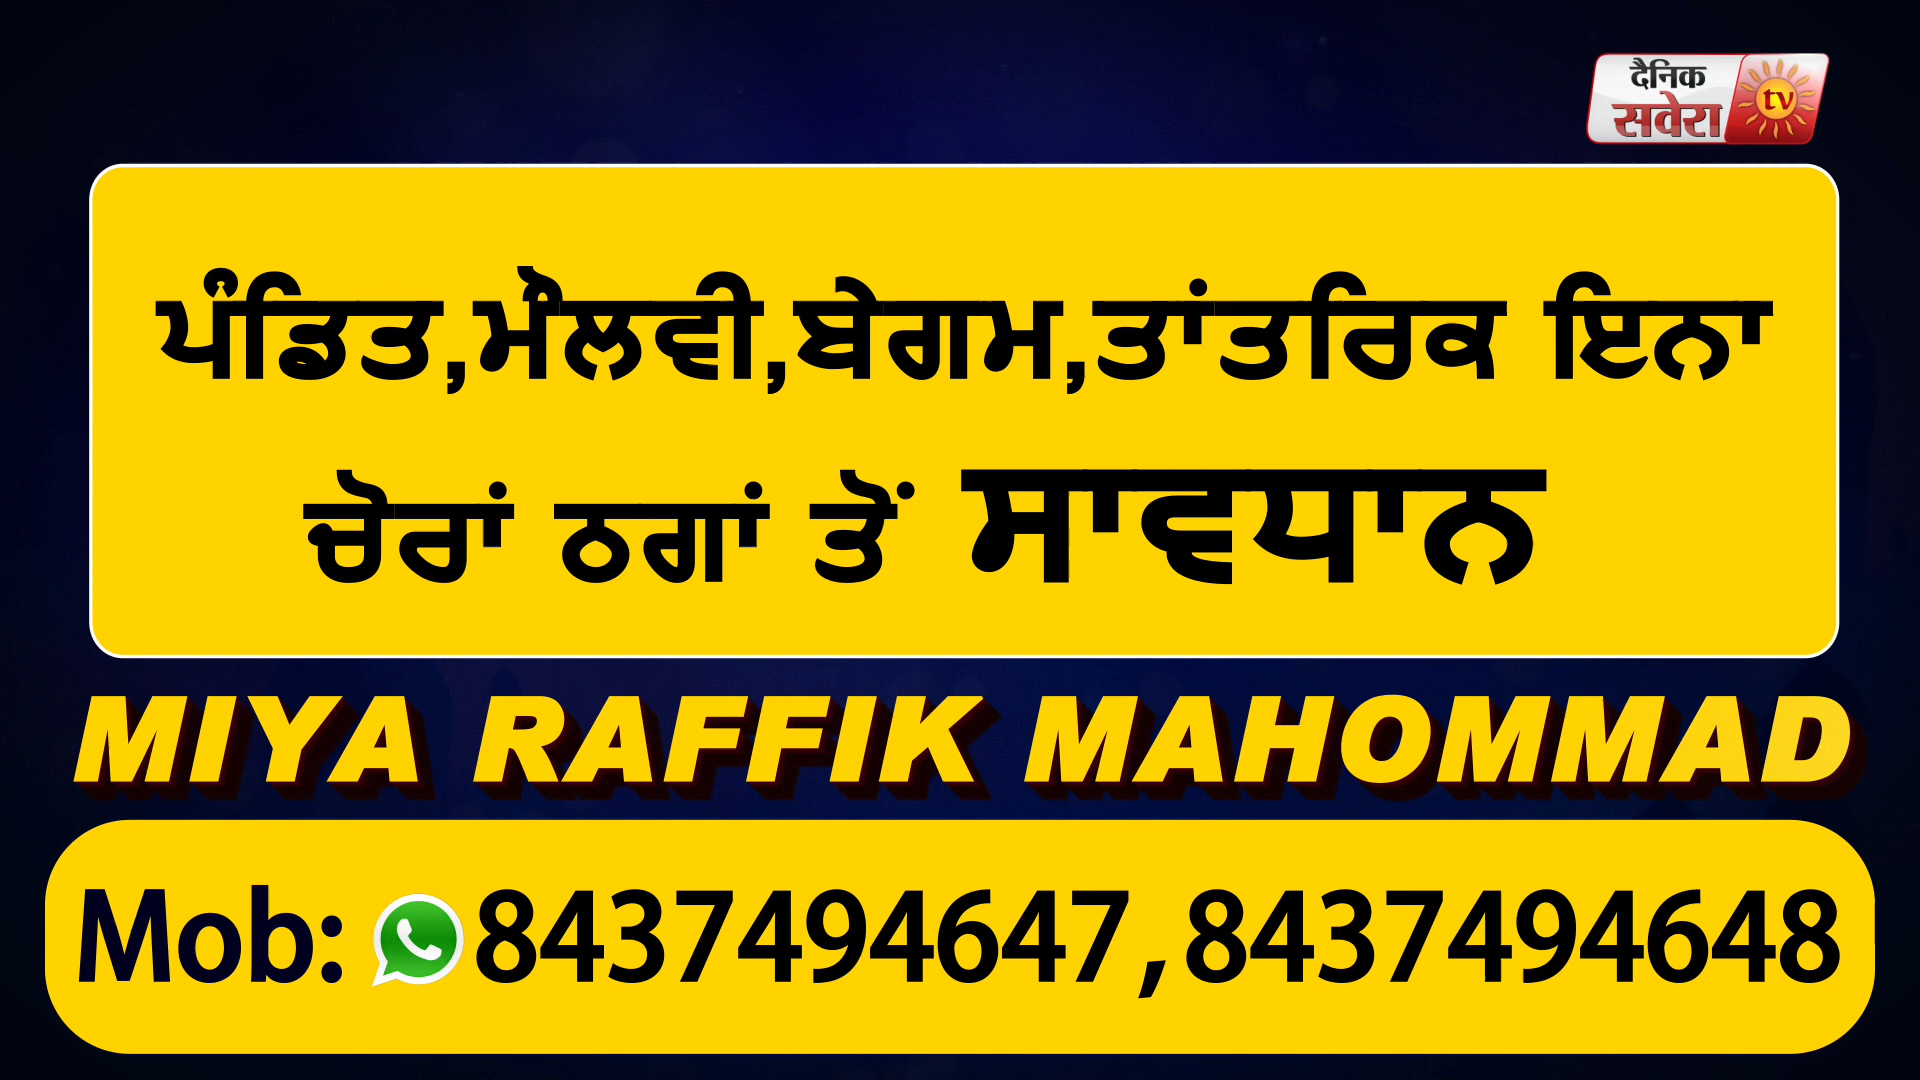 दैनिक
सवेरा tv
ਪੰਡਿਤ,ਮੌਲਵੀ,ਬੇਗਮ,ਤਾਂਤਰਿਕ ਇਨਾ
ਚੋਰਾਂ ਠਗਾਂ ਤੋਂ ਸਾਵਧਾਨ
MIYA RAFFIK MAHOMMAD
Mob: 8437494647,8437494648